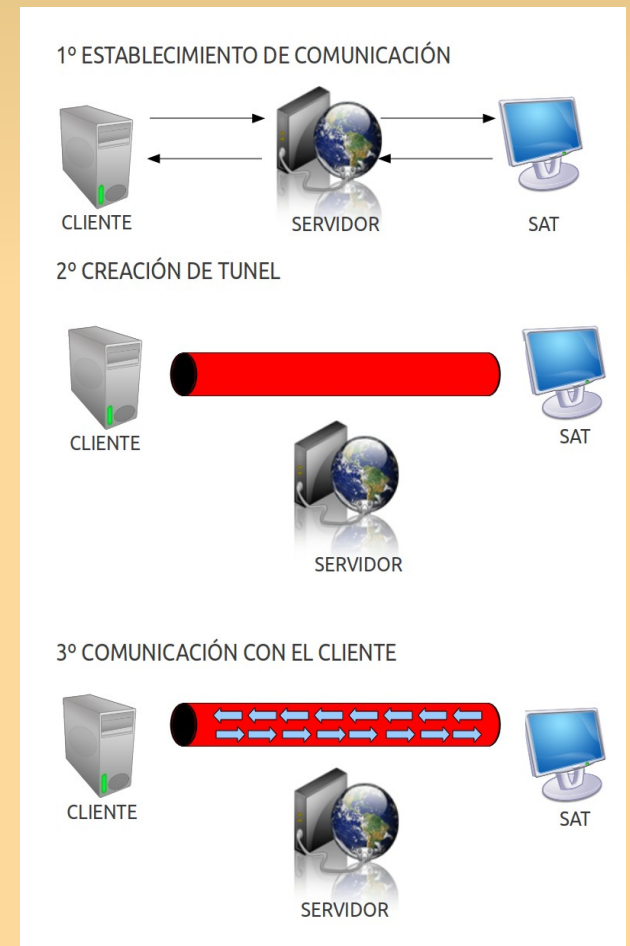 1º ESTABLECIMIENTO DE COMUNICACIÓN
CLIENTE
SERVIDOR
SAT
2º CREACIÓN DE TUNEL
CLIENTE
SAT
SERVIDOR
3º COMUNICACIÓN CON EL CLIENTE
CLIENTE
SAT
SERVIDOR